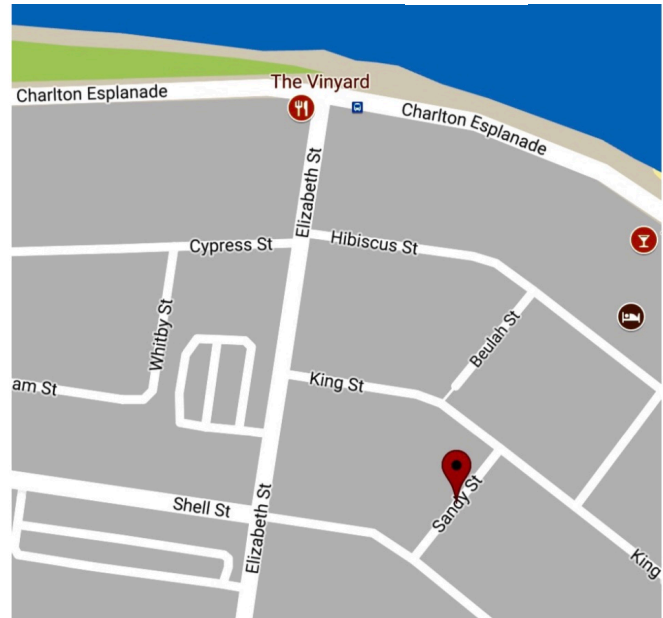 The Vinyard
Charlton Esplanade
Charlton Esplanade
Elizabeth St
Cypress St
Hibiscus St
Whitby St
Beulah St
King St
am St
Shell St
Elizabeth St
Sandy St
King